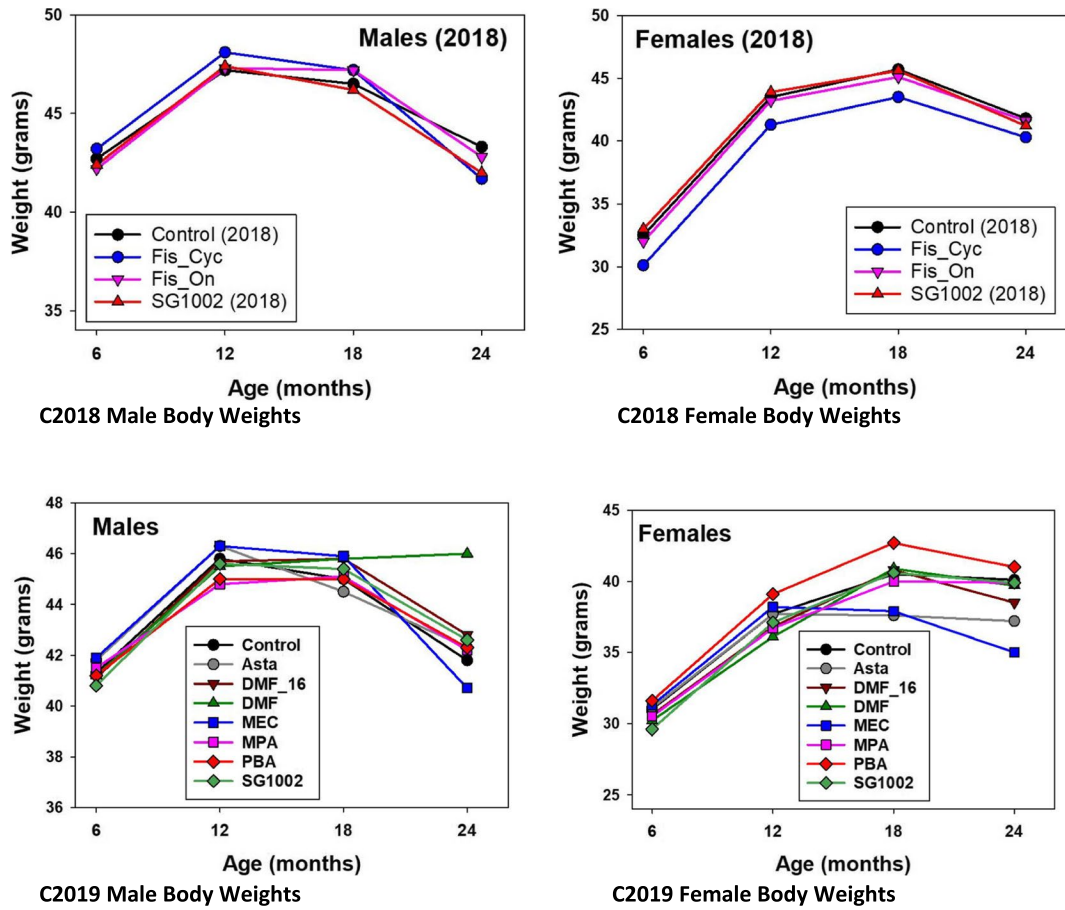 Males (2018)
Weight (grams)
50
45
40
35
Control (2018)
Fis_Cyc
Fis_On
SG1002 (2018)
6 12 18 24
Age (months)
C2018 Male Body Weights
Females (2018)
Weight (grams)
50
45
40
35
30
25
Control (2018)
Fis_Cyc
Fis_On
SG1002 (2018)
6 12 18 24
Age (months)
C2018 Female Body Weights
Males
Weight (grams)
48
46
44
42
40
38
36
Control
Asta
DMF_16
DMF
MEC
MPA
PBA
SG1002
6 12 18 24
Age (months)
C2019 Male Body Weights
Females
Weight (grams)
45
40
35
30
25
Control
Asta
DMF_16
DMF
MEC
MPA
PBA
SG1002
6 12 18 24
Age (months)
C2019 Female Body Weights